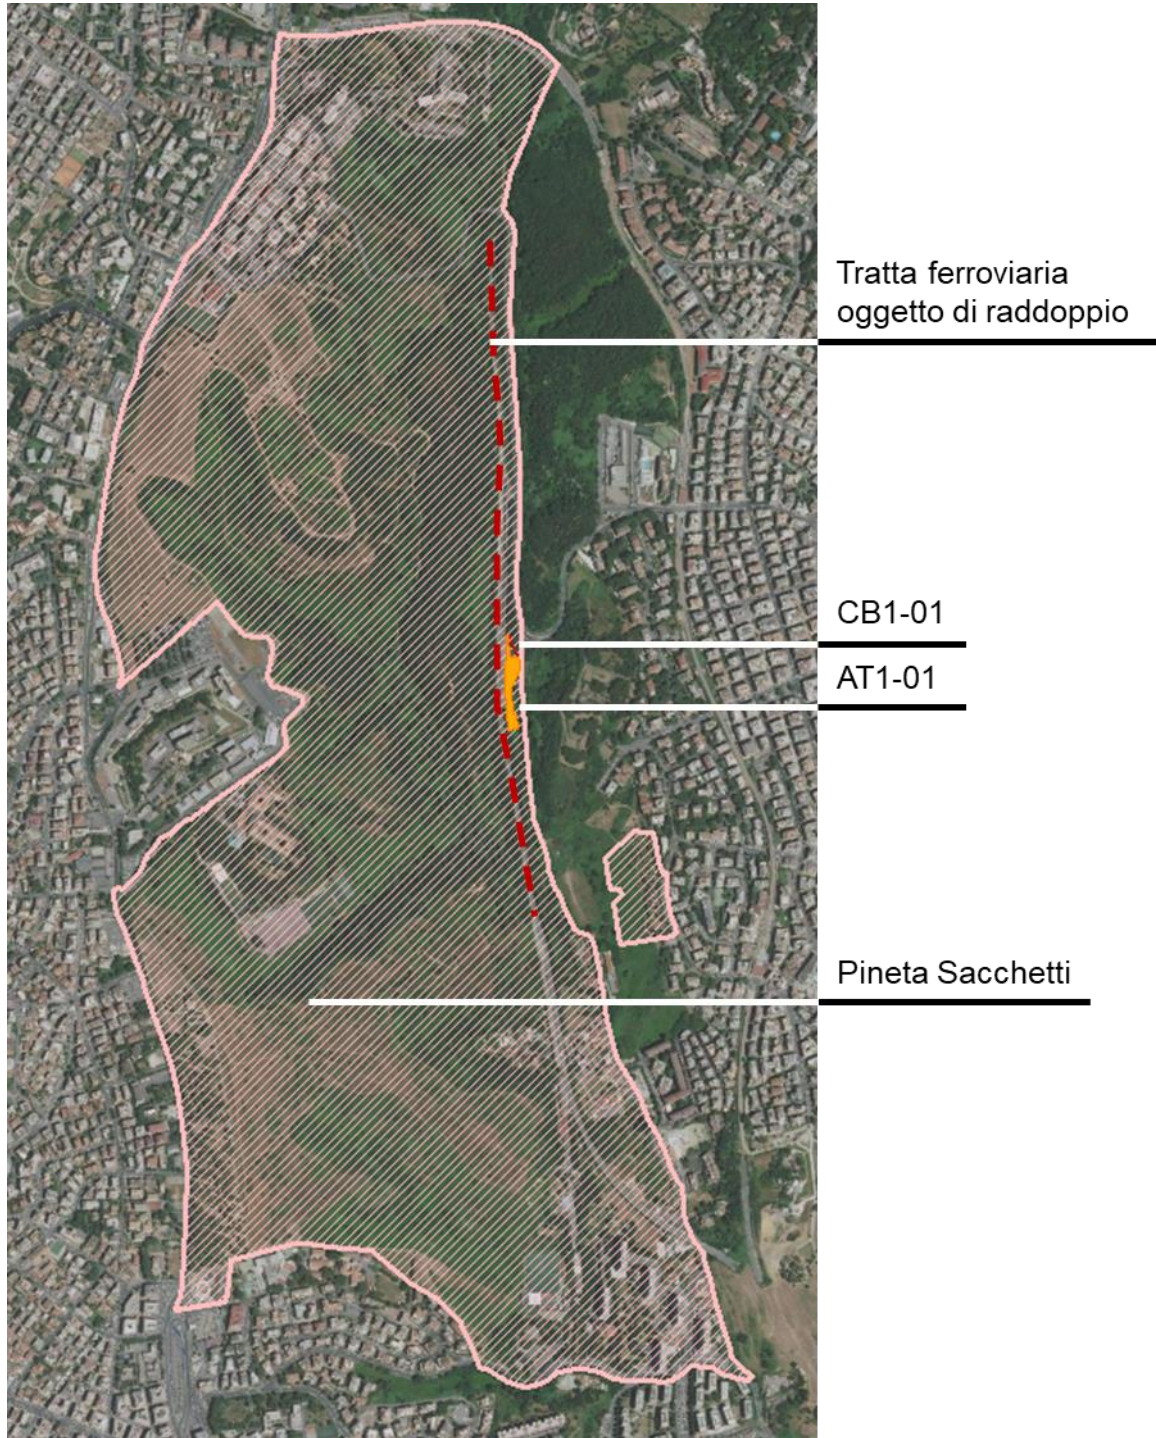 Tratta ferroviaria
oggetto di raddoppio
CB1-01
AT1-01
Pineta Sacchetti